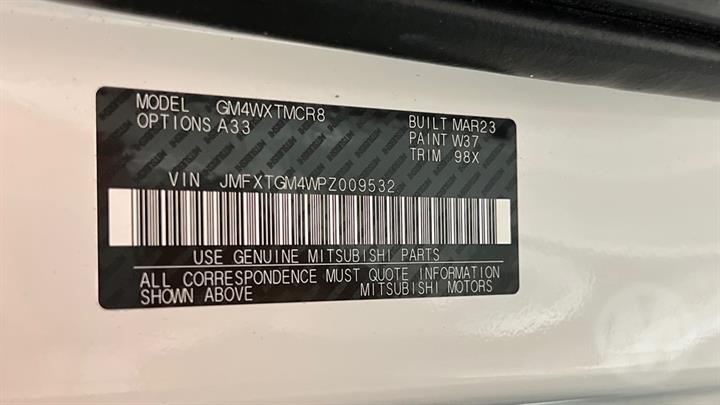 MODEL GM4WXTMCR8
OPTIONS A33
BUILT MAR23
PAINT W37
TRIM 98X
VIN JMFXTGM4WPZ009532
USE GENUINE MITSUBISHI PARTS
ALL CORRESPONDENCE MUST QUOTE INFORMATION
SHOWN ABOVE MITSUBISHI MOTORS